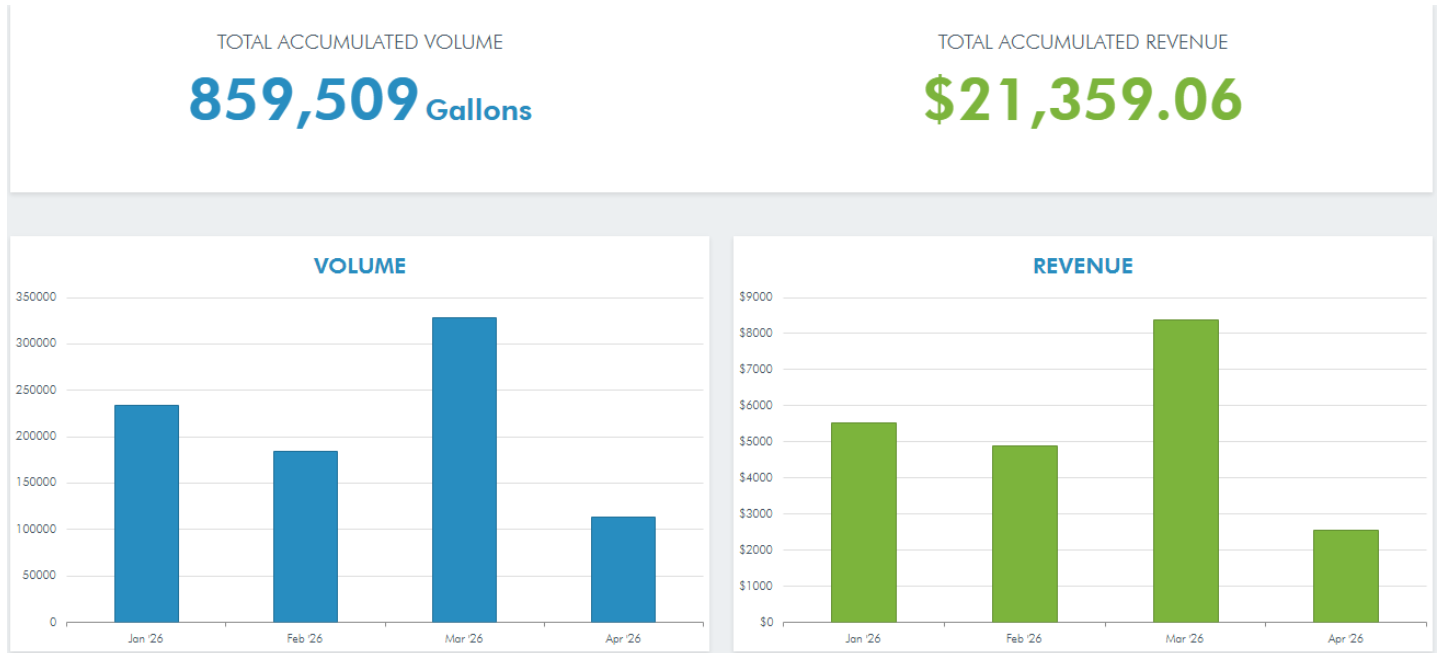 TOTAL ACCUMULATED VOLUME
859,509 Gallons
TOTAL ACCUMULATED REVENUE
$21,359.06
VOLUME
350000
300000
250000
200000
150000
100000
50000
0
Jan '26 Feb '26 Mar '26 Apr '26
REVENUE
$9000
$8000
$7000
$6000
$5000
$4000
$3000
$2000
$1000
$0
Jan '26 Feb '26 Mar '26 Apr '26